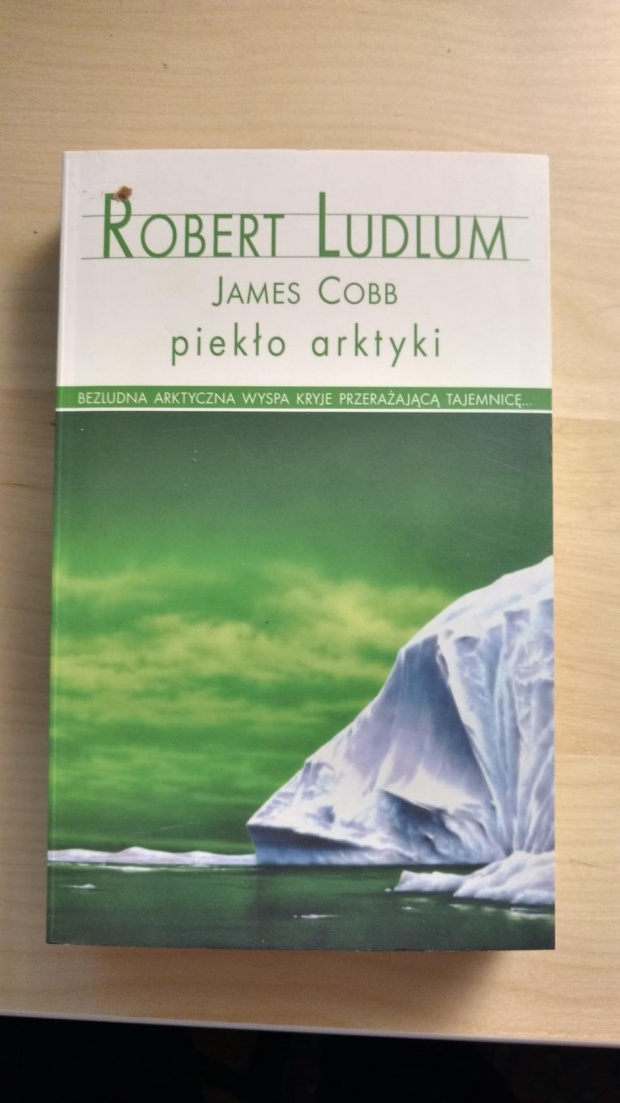 ROBERT LUDLUM
JAMES COBB
piekło arktyki
BEZLUDNA ARKTYCZNA WYSPA KRYJE PRZERAŻAJĄCĄ TAJEMNICĘ...